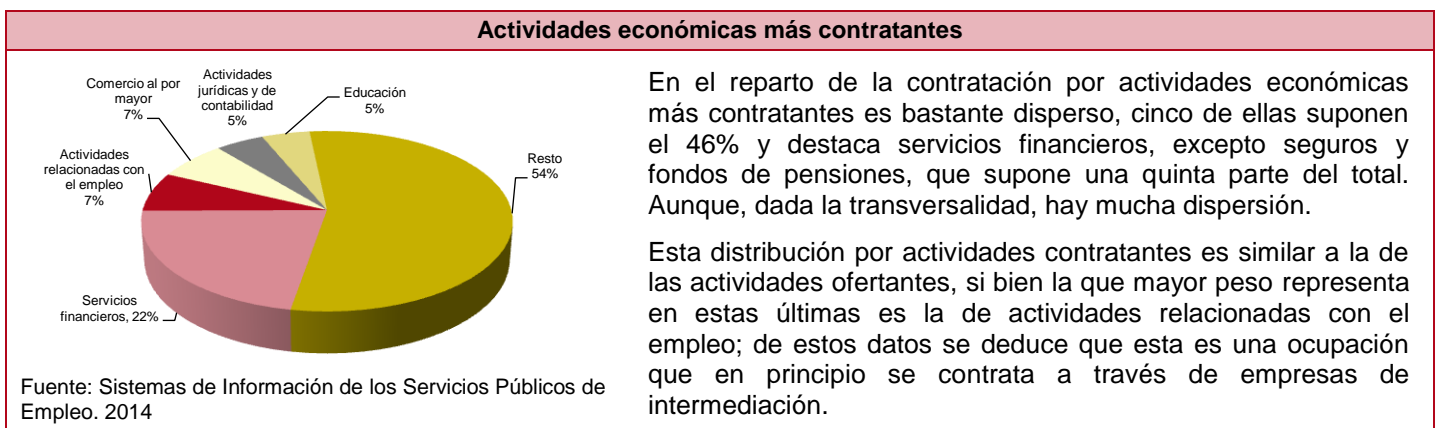 Actividades económicas más contratantes
Comercio al por
mayor
7%
Actividades
jurídicas y de
contabilidad
5%
Educación
5%
Actividades
relacionadas con
el empleo
7%
Resto
54%
Servicios
financieros, 22%
Fuente: Sistemas de Información de los Servicios Públicos de
Empleo. 2014
En el reparto de la contratación por actividades económicas
más contratantes es bastante disperso, cinco de ellas suponen
el 46% y destaca servicios financieros, excepto seguros y
fondos de pensiones, que supone una quinta parte del total.
Aunque, dada la transversalidad, hay mucha dispersión.
Esta distribución por actividades contratantes es similar a la de
las actividades ofertantes, si bien la que mayor peso representa
en estas últimas es la de actividades relacionadas con el
empleo; de estos datos se deduce que esta es una ocupación
que en principio se contrata a través de empresas de
intermediación.